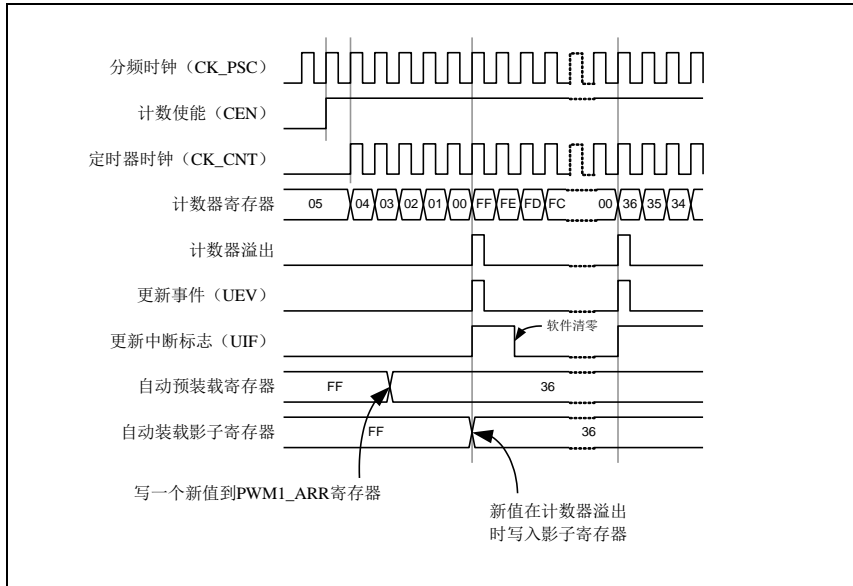 分频时钟（CK_PSC）
计数使能（CEN）
定时器时钟（CK_CNT）
计数器寄存器 05 04 03 02 01 00 FF FE FD FC 00 36 35 34
计数器溢出
更新事件（UEV）
更新中断标志（UIF） 软件清零
自动预装载寄存器 FF 36
自动装载影子寄存器 FF 36
写一个新值到PWM1_ARR寄存器
新值在计数器溢出
时写入影子寄存器